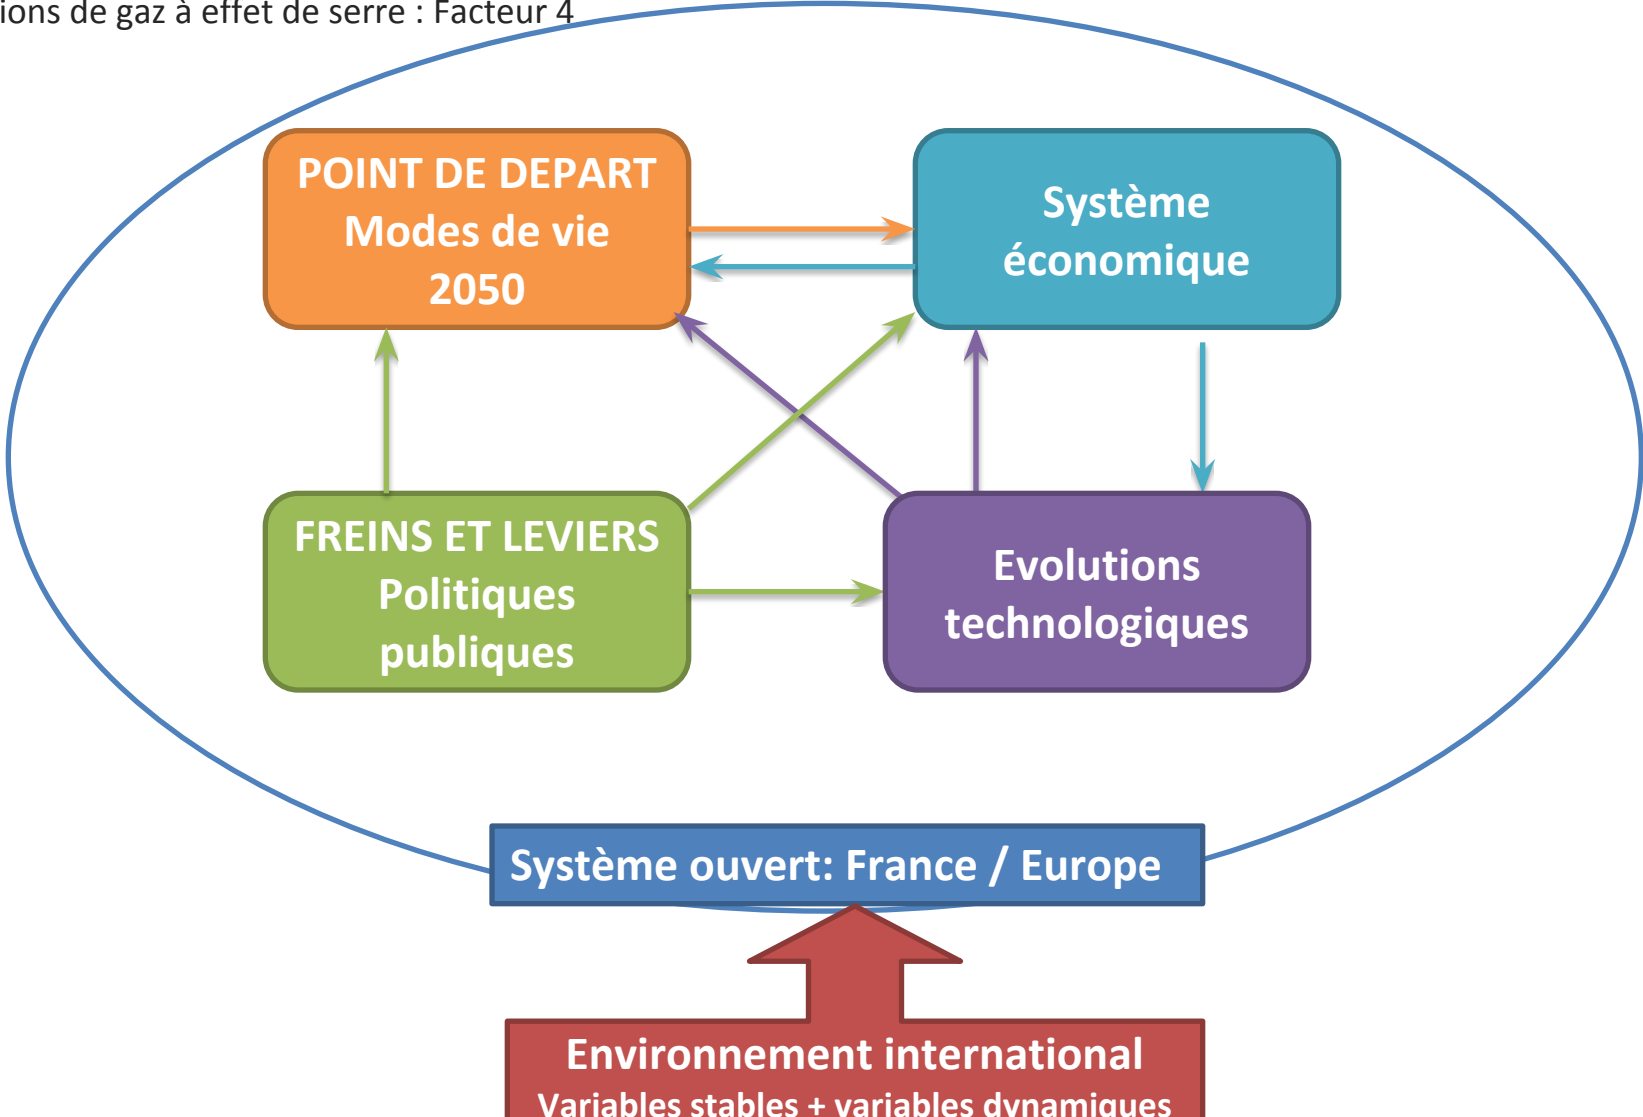 ions de gaz à effet de serre : Facteur 4
POINT DE DEPART
Modes de vie
2050
Système
économique
FREINS ET LEVIERS
Politiques
publiques
Evolutions
technologiques
Système ouvert: France / Europe
Environnement international
Variables stables + variables dynamiques